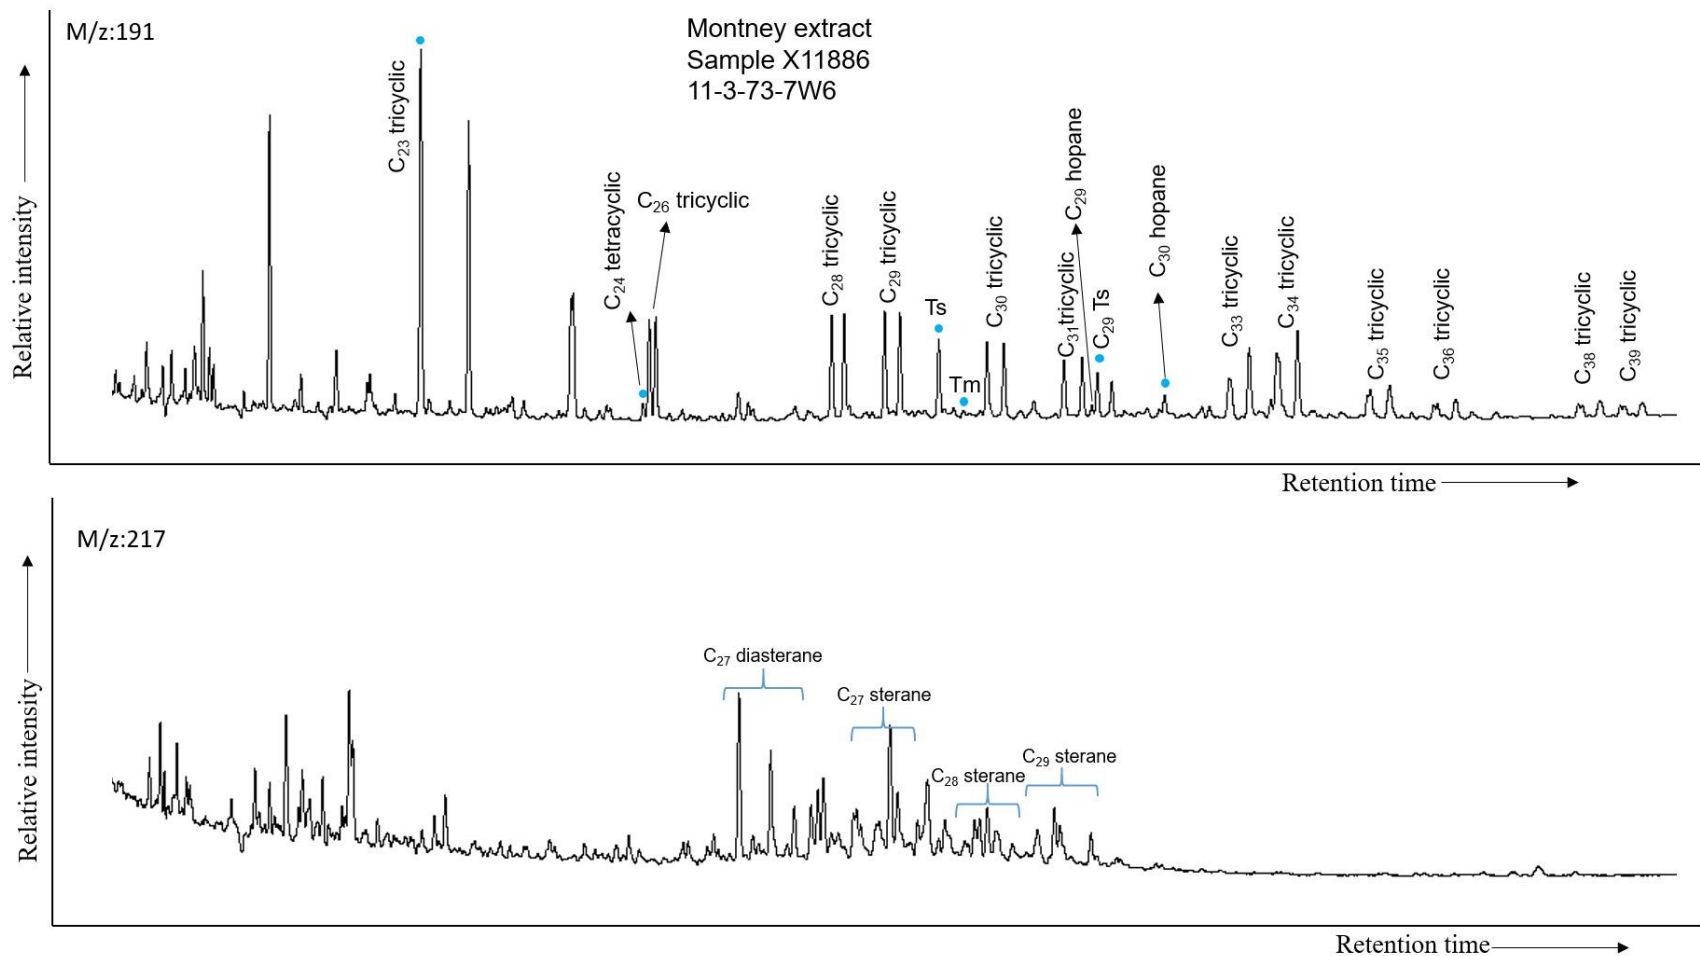 M/z:191
Montney extract
Sample X11886
11-3-73-7W6
Relative intensity
C23 tricyclic
C24 tetracyclic
C26 tricyclic
C28 tricyclic
C29 tricyclic
Ts
Tm
C30 tricyclic
C31tricyclic
C29 hopane
C29 Ts
C30 hopane
C33 tricyclic
C34 tricyclic
C35 tricyclic
C36 tricyclic
C38 tricyclic
C39 tricyclic
Retention time
M/z:217
Relative intensity
C27 diasterane
C27 sterane
C28 sterane
C29 sterane
Retention time